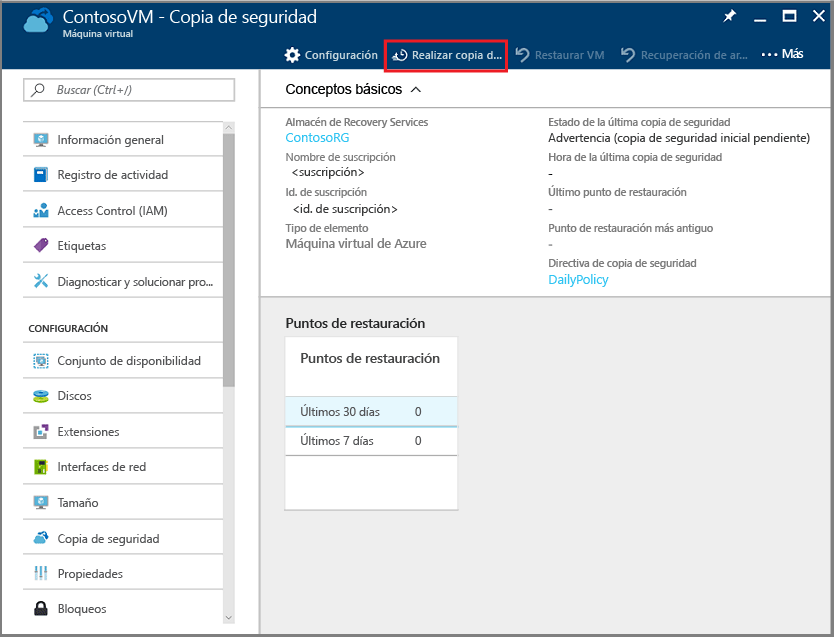 ContosoVM - Copia de seguridad
Máquina virtual
Configuración
Realizar copia d...
Restaurar VM
Recuperación de ar...
Más
Buscar (Ctrl+/)
Información general
Registro de actividad
Access Control (IAM)
Etiquetas
Diagnosticar y solucionar pro...
CONFIGURACIÓN
Conjunto de disponibilidad
Discos
Extensiones
Interfaces de red
Tamaño
Copia de seguridad
Propiedades
Bloqueos
Conceptos básicos
Almacén de Recovery Services
ContosoRG
Nombre de suscripción
<suscripción>
Id. de suscripción
<id. de suscripción>
Tipo de elemento
Máquina virtual de Azure
Estado de la última copia de seguridad
Advertencia (copia de seguridad inicial pendiente)
Hora de la última copia de seguridad
-
Último punto de restauración
-
Punto de restauración más antiguo
-
Directiva de copia de seguridad
DailyPolicy
Puntos de restauración
Puntos de restauración
Últimos 30 días 0
Últimos 7 días 0